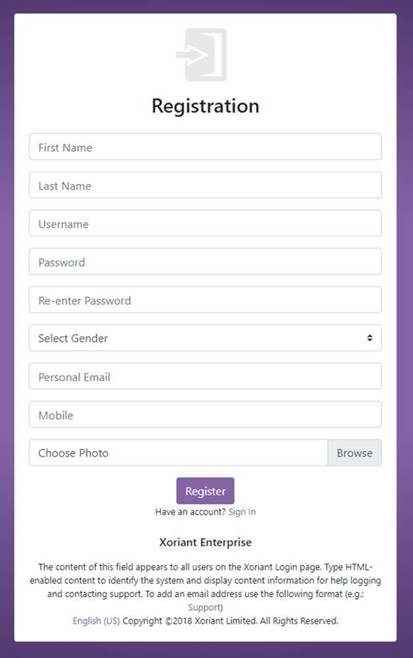 Registration
First Name
Last Name
Username
Password
Re-enter Password
Select Gender
Personal Email
Mobile
Choose Photo Browse
Register
Have an account? Sign In
Xoriant Enterprise
The content of this field appears to all users on the Xoriant Login page. Type HTML-
enabled content to identify the system and display content information for help logging
and contacting support. To add an email address use the following format (e.g.:
Support)
English (US) Copyright ©2018 Xoriant Limited. All Rights Reserved.